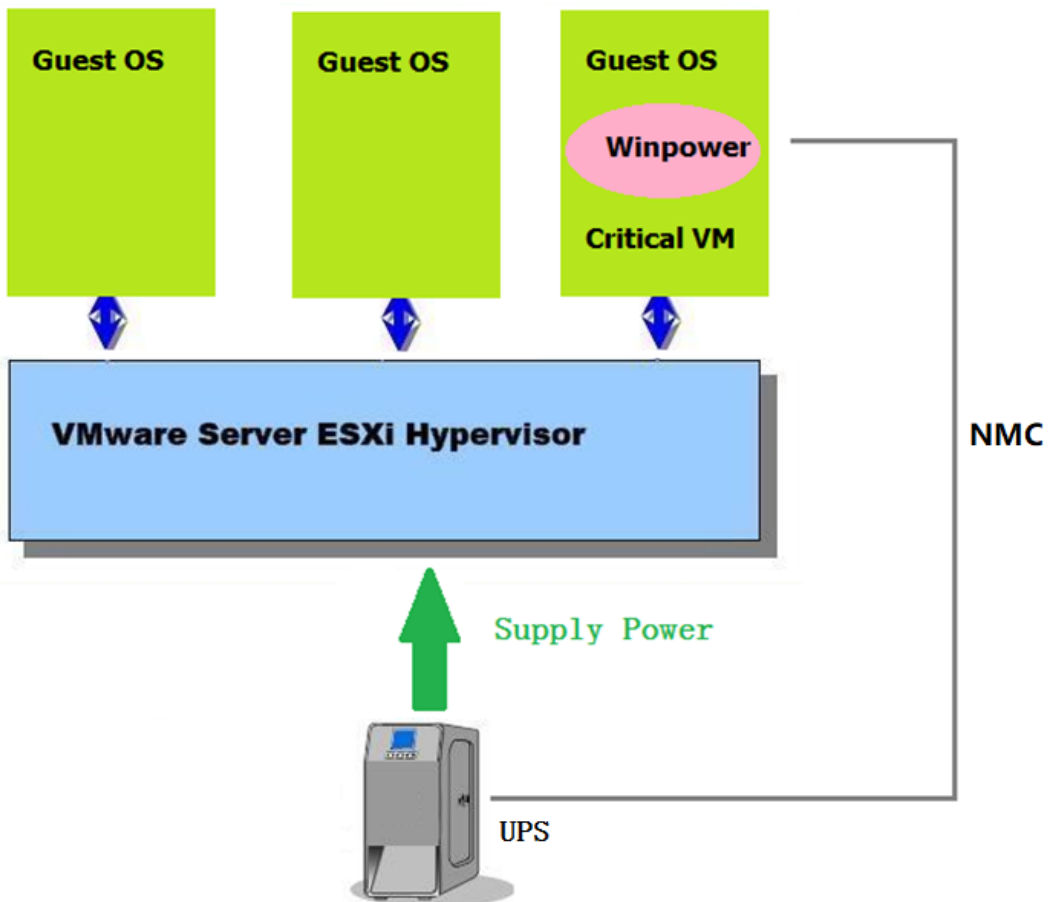 Guest OS
Guest OS
Guest OS
Winpower
Critical VM
VMware Server ESXi Hypervisor
NMC
Supply Power
UPS